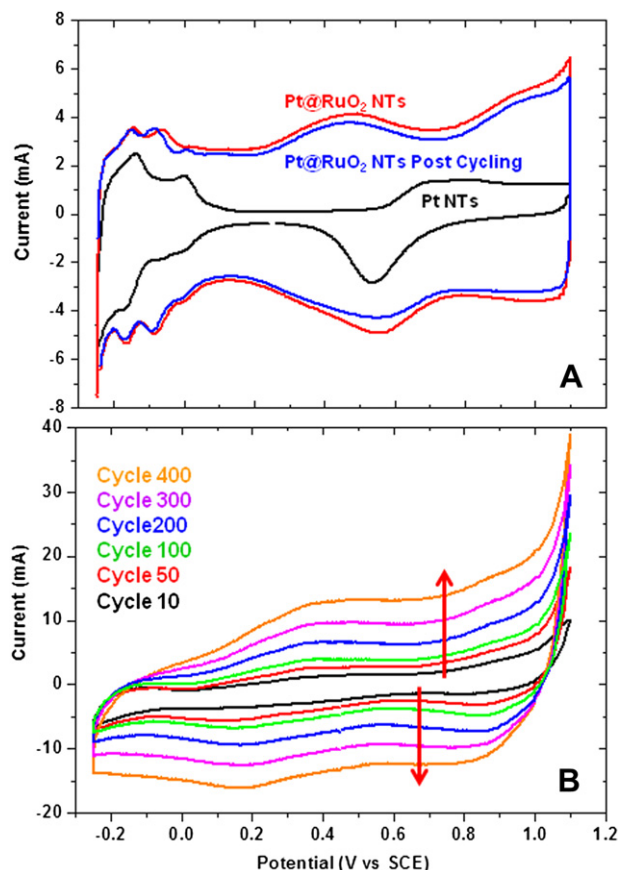 8
6
4
2
0
-2
-4
-6
-8
Current (mA)
Pt@RuO₂ NTs
Pt@RuO₂ NTs Post Cycling
Pt NTs
A
40
30
20
10
0
-10
-20
Current (mA)
Cycle 400
Cycle 300
Cycle200
Cycle 100
Cycle 50
Cycle 10
B
-0.2 0.0 0.2 0.4 0.6 0.8 1.0 1.2
Potential (V vs SCE)